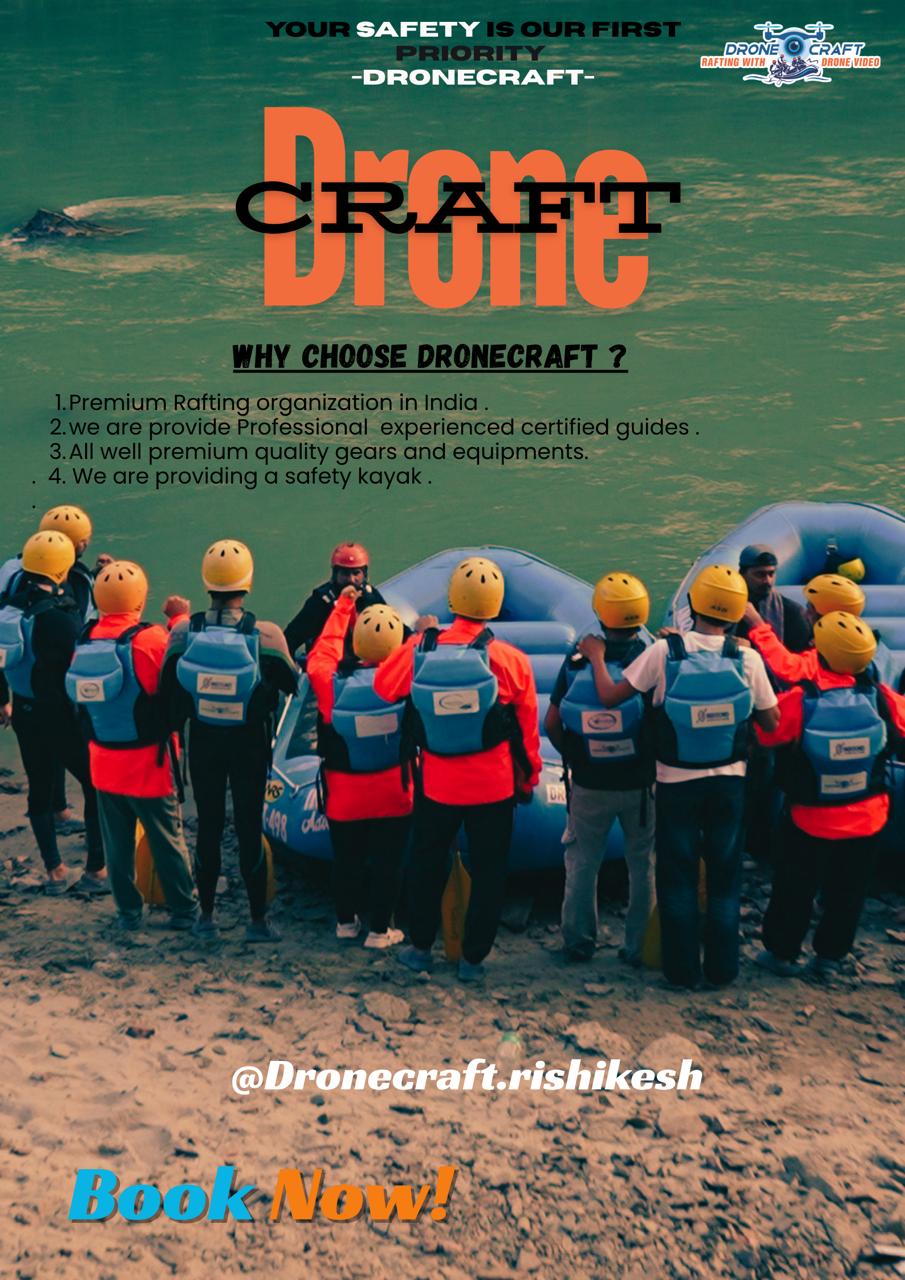 YOUR SAFETY IS OUR FIRST
PRIORITY
-DRONECRAFT-
DRONE CRAFT
RAFTING WITH DRONE VIDEO
Drone
CRAFT
WHY CHOOSE DRONECRAFT ?
1. Premium Rafting organization in India .
2. we are provide Professional  experienced certified guides .
3. All well premium quality gears and equipments.
. 4. We are providing a safety kayak .
.
@Dronecraft.rishikesh
Book Now!